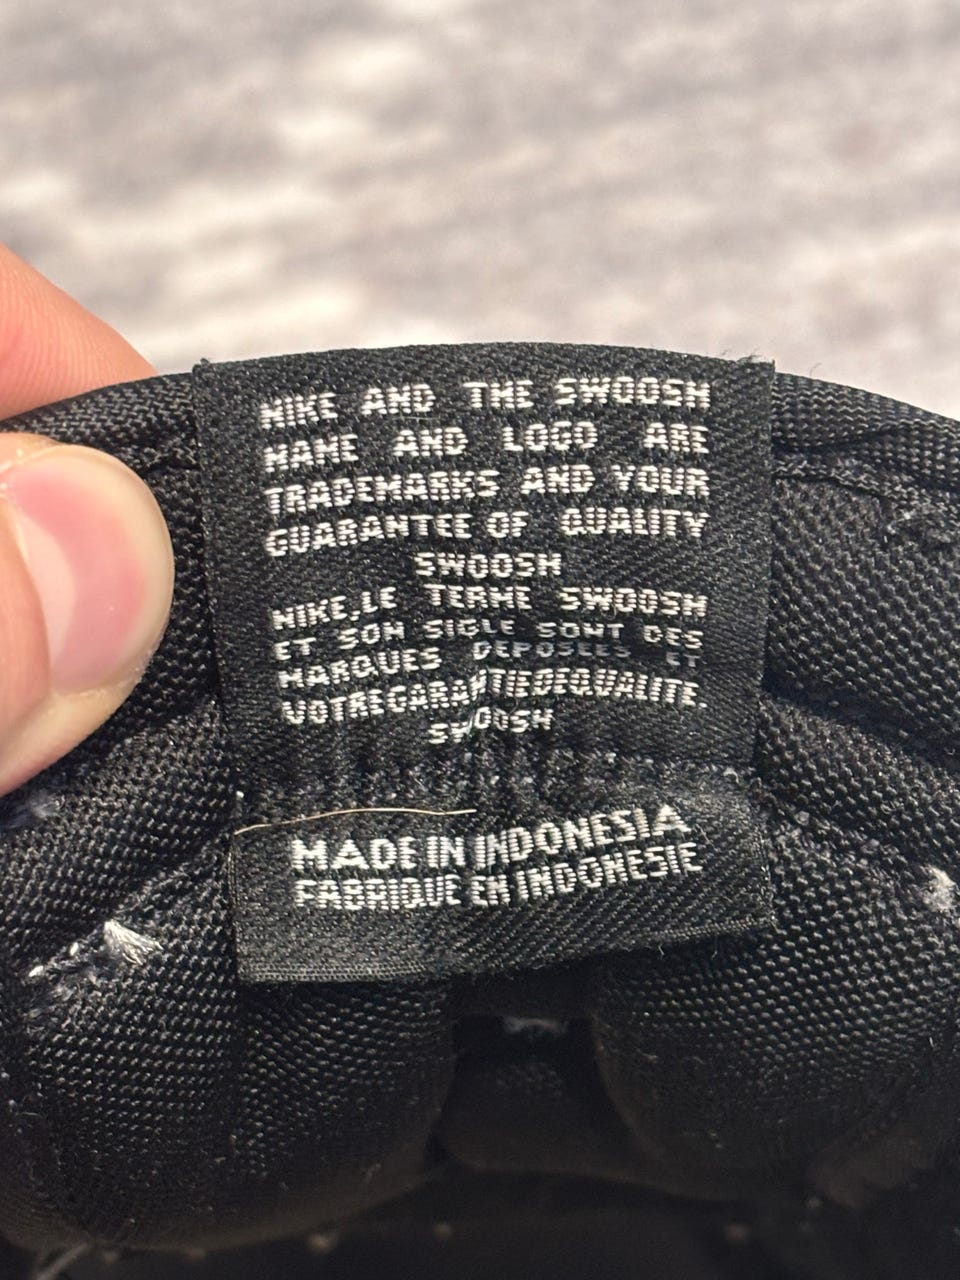 NIKE AND THE SWOOSH
NAME AND LOGO ARE
TRADEMARKS AND YOUR
GUARANTEE OF QUALITY
SWOOSH
NIKE,LE TERME SWOOSH
ET SON SIGLE SONT DES
MARQUES DEPOSEES ET
VOTREGARANTIEDEQUALITE.
SWOOSH
MADE IN INDONESIA
FABRIQUE EN INDONESIE